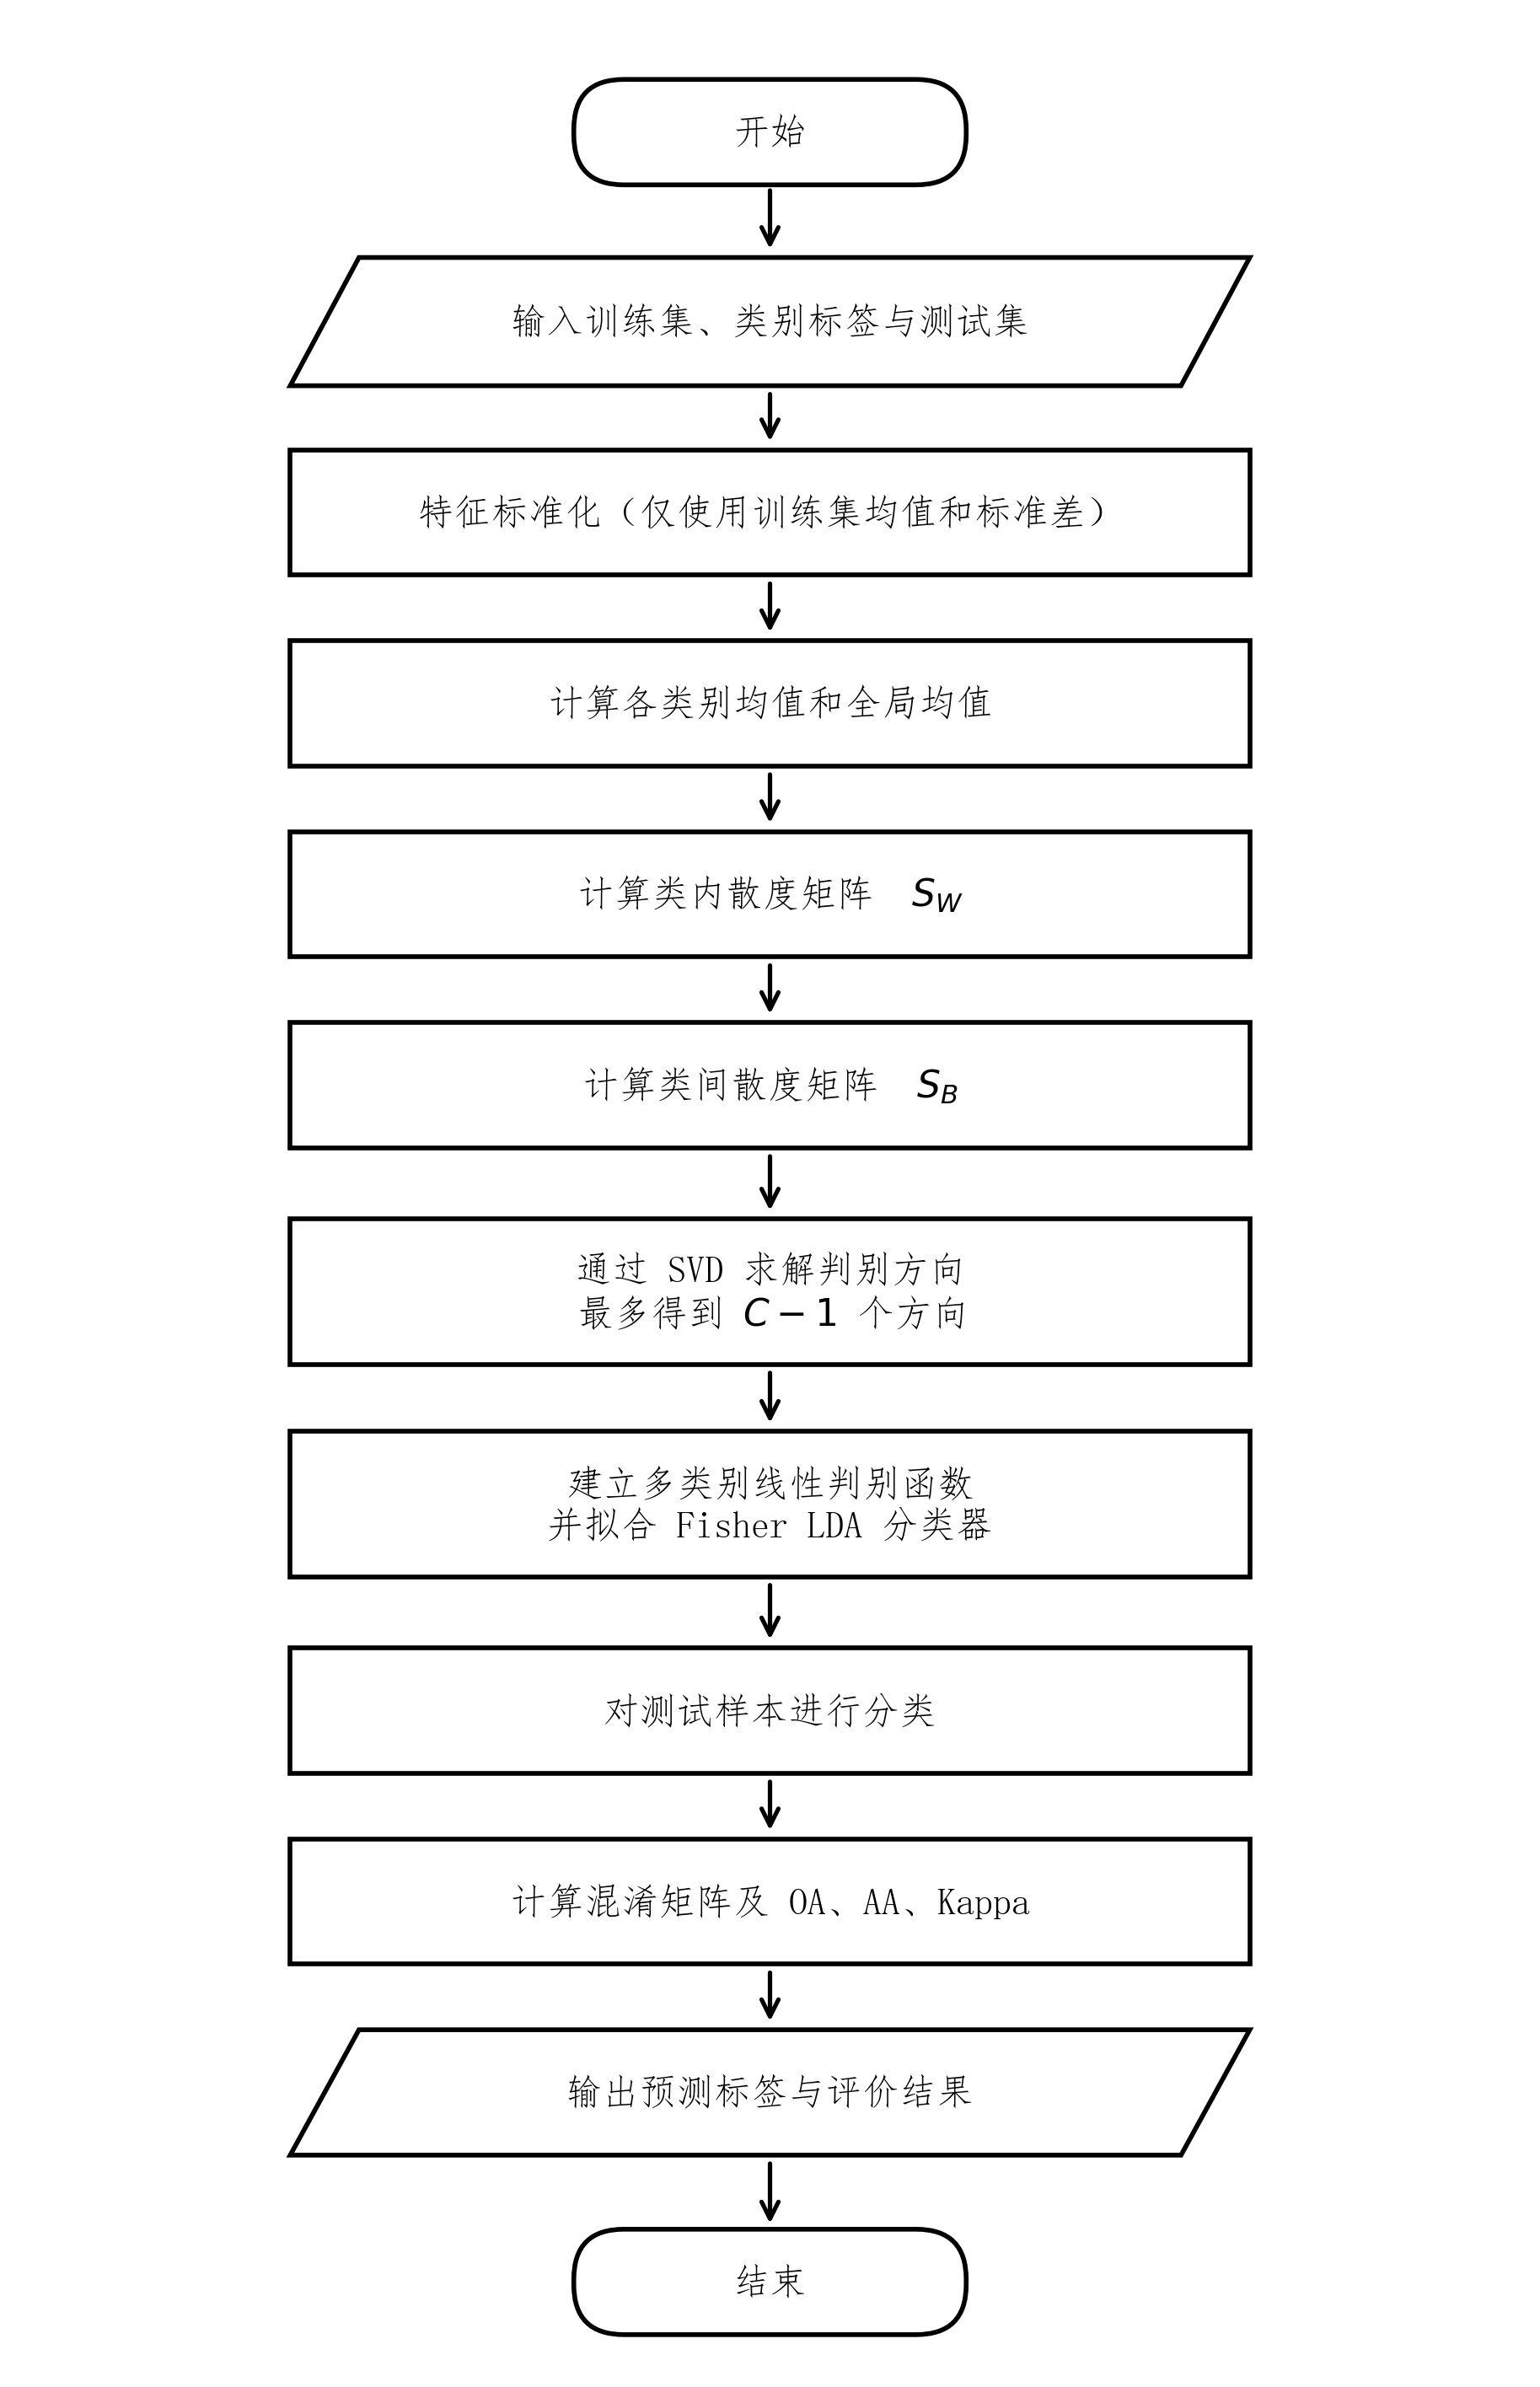 开始
输入训练集、类别标签与测试集
特征标准化（仅使用训练集均值和标准差）
计算各类别均值和全局均值
计算类内散度矩阵 S_W
计算类间散度矩阵 S_B
通过 SVD 求解判别方向
最多得到 C − 1 个方向
建立多类别线性判别函数
并拟合 Fisher LDA 分类器
对测试样本进行分类
计算混淆矩阵及 OA、AA、Kappa
输出预测标签与评价结果
结束